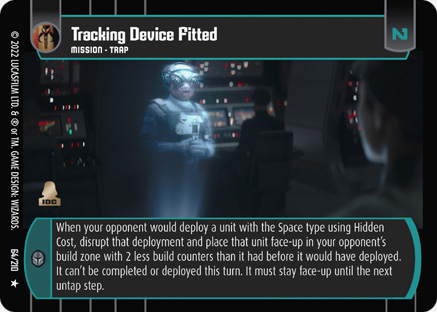 Tracking Device Fitted
MISSION - TRAP
N
© 2022 LUCASFILM LTD. & ® or TM. GAME DESIGN: WIZARDS.
IDC
94/210
When your opponent would deploy a unit with the Space type using Hidden
Cost, disrupt that deployment and place that unit face-up in your opponent's
build zone with 2 less build counters than it had before it would have deployed.
It can't be completed or deployed this turn. It must stay face-up until the next
untap step.